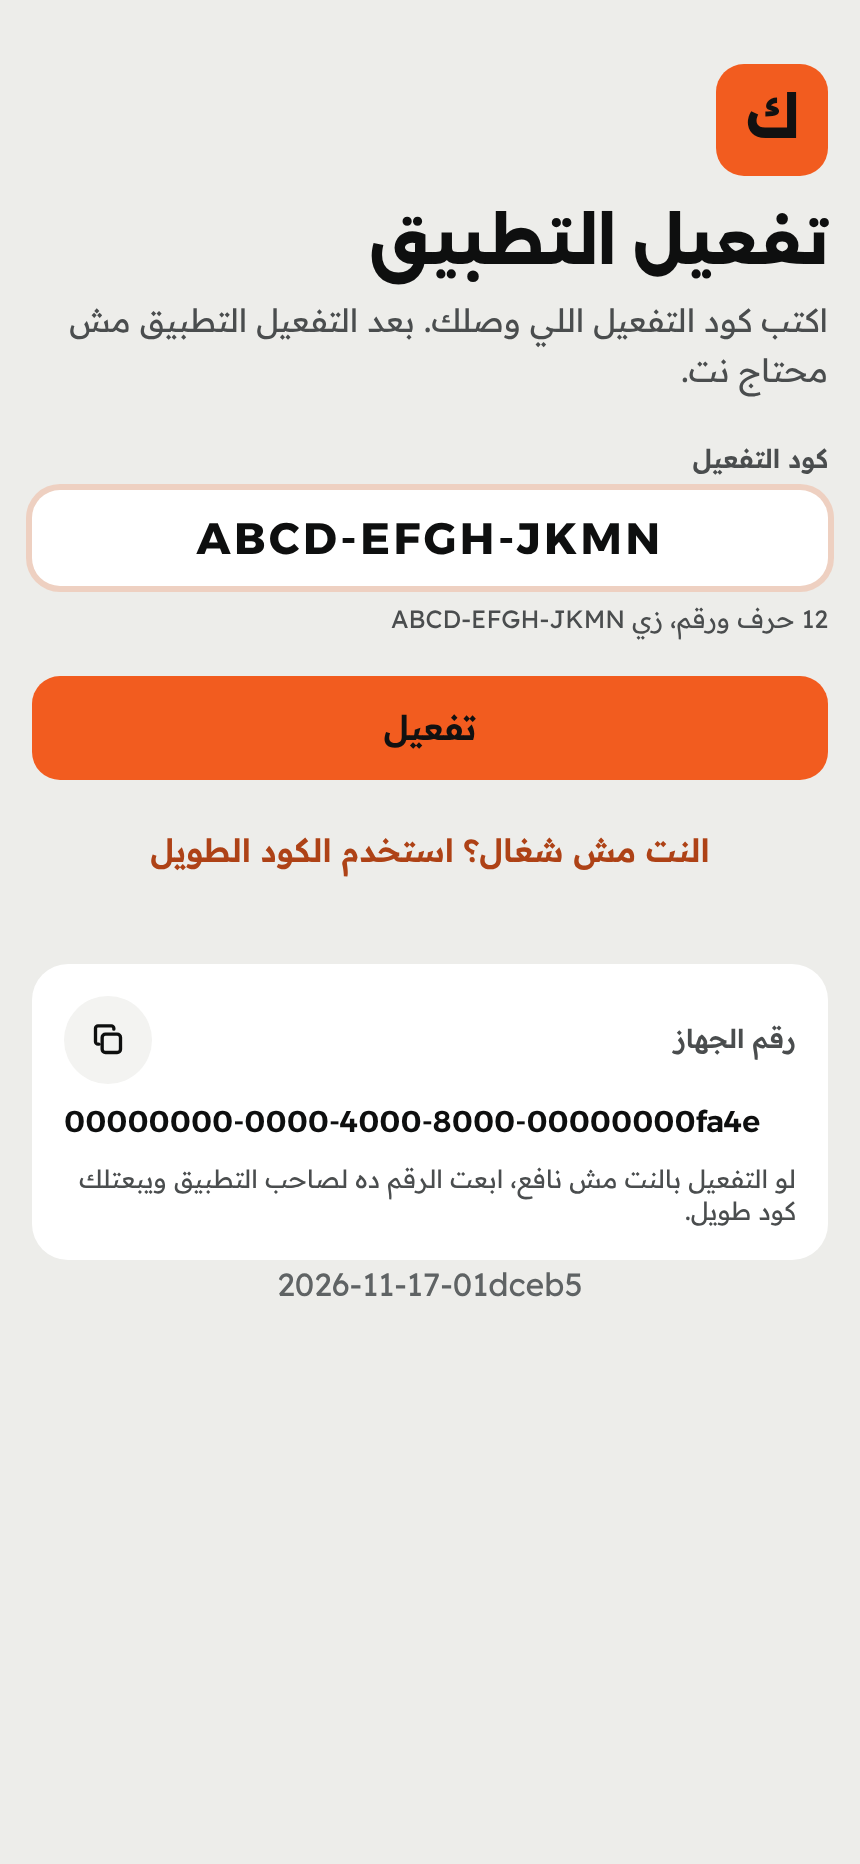 ك
تفعيل التطبيق
اكتب كود التفعيل اللي وصلك. بعد التفعيل التطبيق مش
محتاج نت.
كود التفعيل
ABCD-EFGH-JKMN
12 حرف ورقم، زي ABCD-EFGH-JKMN
تفعيل
النت مش شغال؟ استخدم الكود الطويل
رقم الجهاز
00000000-0000-4000-8000-00000000fa4e
لو التفعيل بالنت مش نافع، ابعت الرقم ده لصاحب التطبيق ويبعتلك
كود طويل.
2026-11-17-01dceb5